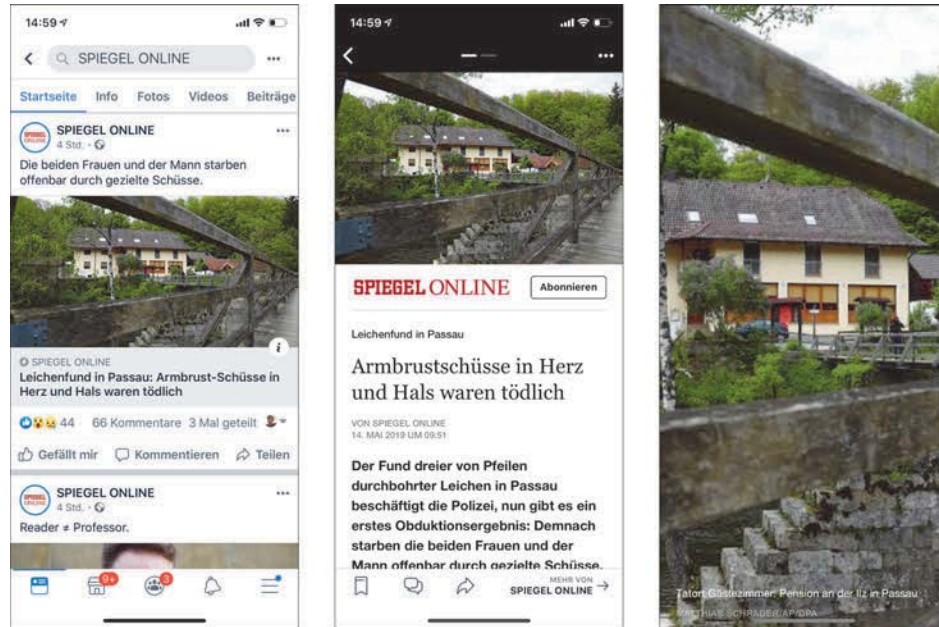 14:59
SPIEGEL ONLINE
Startseite Info Fotos Videos Beiträge
SPIEGEL ONLINE
4 Std. ·
Die beiden Frauen und der Mann starben
offenbar durch gezielte Schüsse.
SPIEGEL ONLINE
Leichenfund in Passau: Armbrust-Schüsse in
Herz und Hals waren tödlich
44 66 Kommentare 3 Mal geteilt
Gefällt mir Kommentieren Teilen
SPIEGEL ONLINE
4 Std. ·
Reader ≠ Professor.
9+ 3
14:59
SPIEGEL ONLINE Abonnieren
Leichenfund in Passau
Armbrustschüsse in Herz
und Hals waren tödlich
VON SPIEGEL ONLINE
14. MAI 2019 UM 09:51
Der Fund dreier von Pfeilen
durchbohrter Leichen in Passau
beschäftigt die Polizei, nun gibt es ein
erstes Obduktionsergebnis: Demnach
starben die beiden Frauen und der
Mann offenbar durch gezielte Schüsse.
MEHR VON
SPIEGEL ONLINE →
Tatort Gästezimmer: Pension an der Ilz in Passau
MATTHIAS SCHRADER/AP/DPA